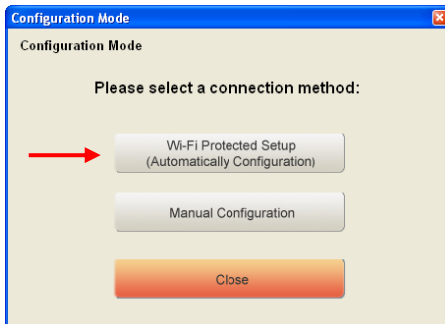 Configuration Mode
Configuration Mode
Please select a connection method:
Wi-Fi Protected Setup
(Automatically Configuration)
Manual Configuration
Close